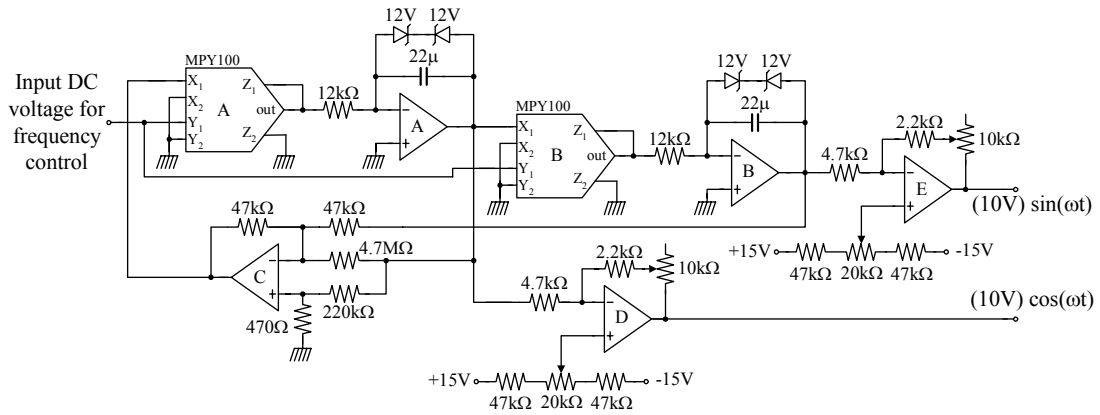 Input DC
voltage for
frequency
control
MPY100
X1
X2
Y1
Y2
Z1
Z2
out
A
12kΩ
12V 12V
22μ
−
+
A
MPY100
X1
X2
Y1
Y2
Z1
Z2
out
B
12kΩ
12V 12V
22μ
−
+
B
4.7kΩ
2.2kΩ
10kΩ
−
+
E
(10V) sin(ωt)
+15V
47kΩ
20kΩ
47kΩ
-15V
47kΩ
47kΩ
4.7MΩ
220kΩ
470Ω
−
+
C
4.7kΩ
2.2kΩ
10kΩ
−
+
D
(10V) cos(ωt)
+15V
47kΩ
20kΩ
47kΩ
-15V